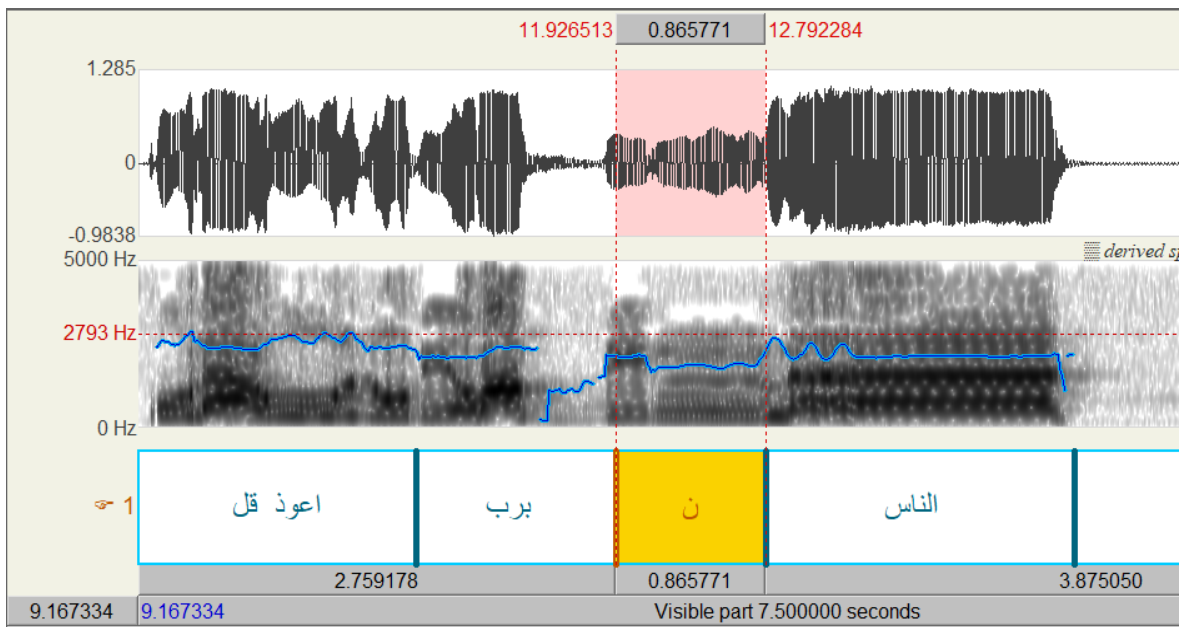 11.926513 0.865771 12.792284
1.285
0
-0.9838
5000 Hz
derived sp
2793 Hz
0 Hz
☞ 1
اعوذ قل
برب
ن
الناس
2.759178 0.865771 3.875050
9.167334 9.167334 Visible part 7.500000 seconds